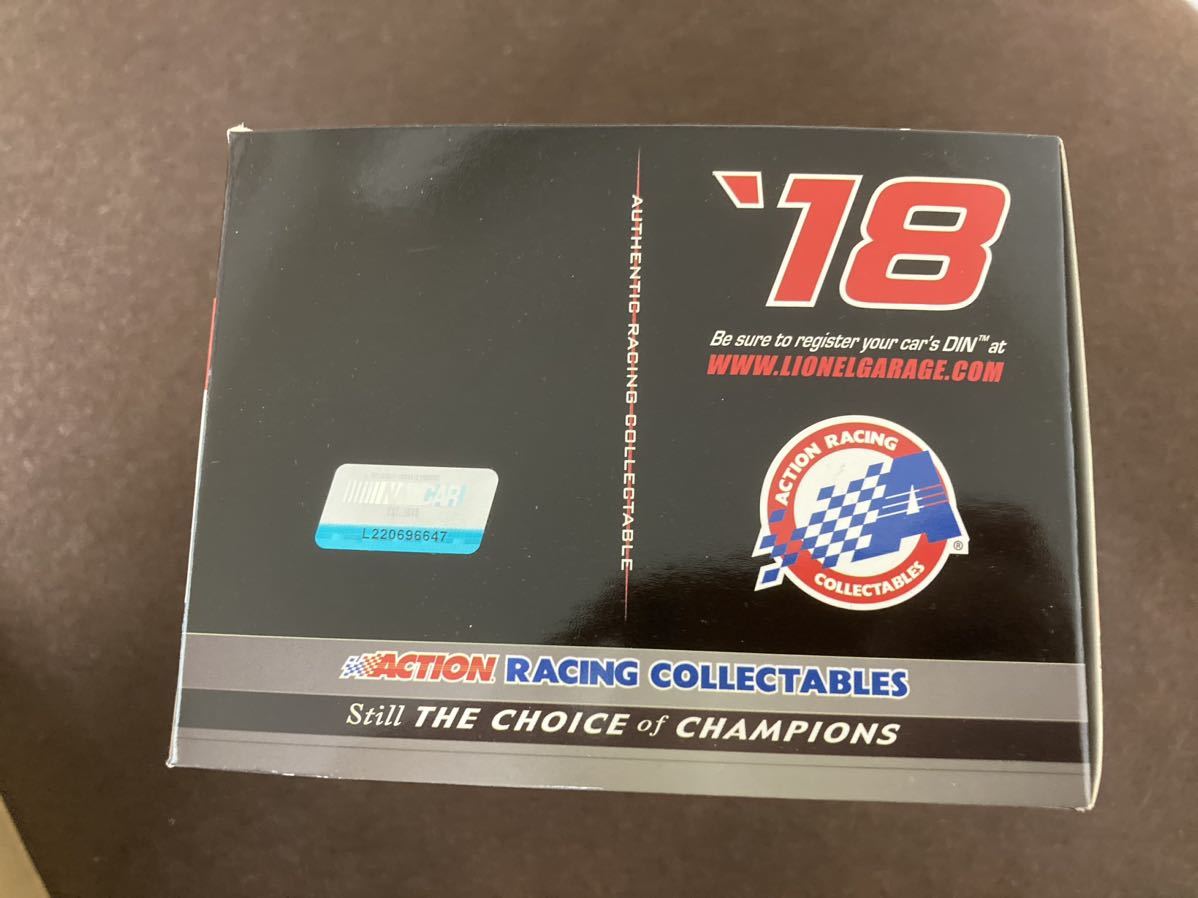 '18
Be sure to register your car's DIN™ at
WWW.LIONELGARAGE.COM
AUTHENTIC RACING COLLECTABLE
NASCAR
L220696647
ACTION RACING
COLLECTABLES
®
ACTION RACING COLLECTABLES
Still THE CHOICE of CHAMPIONS